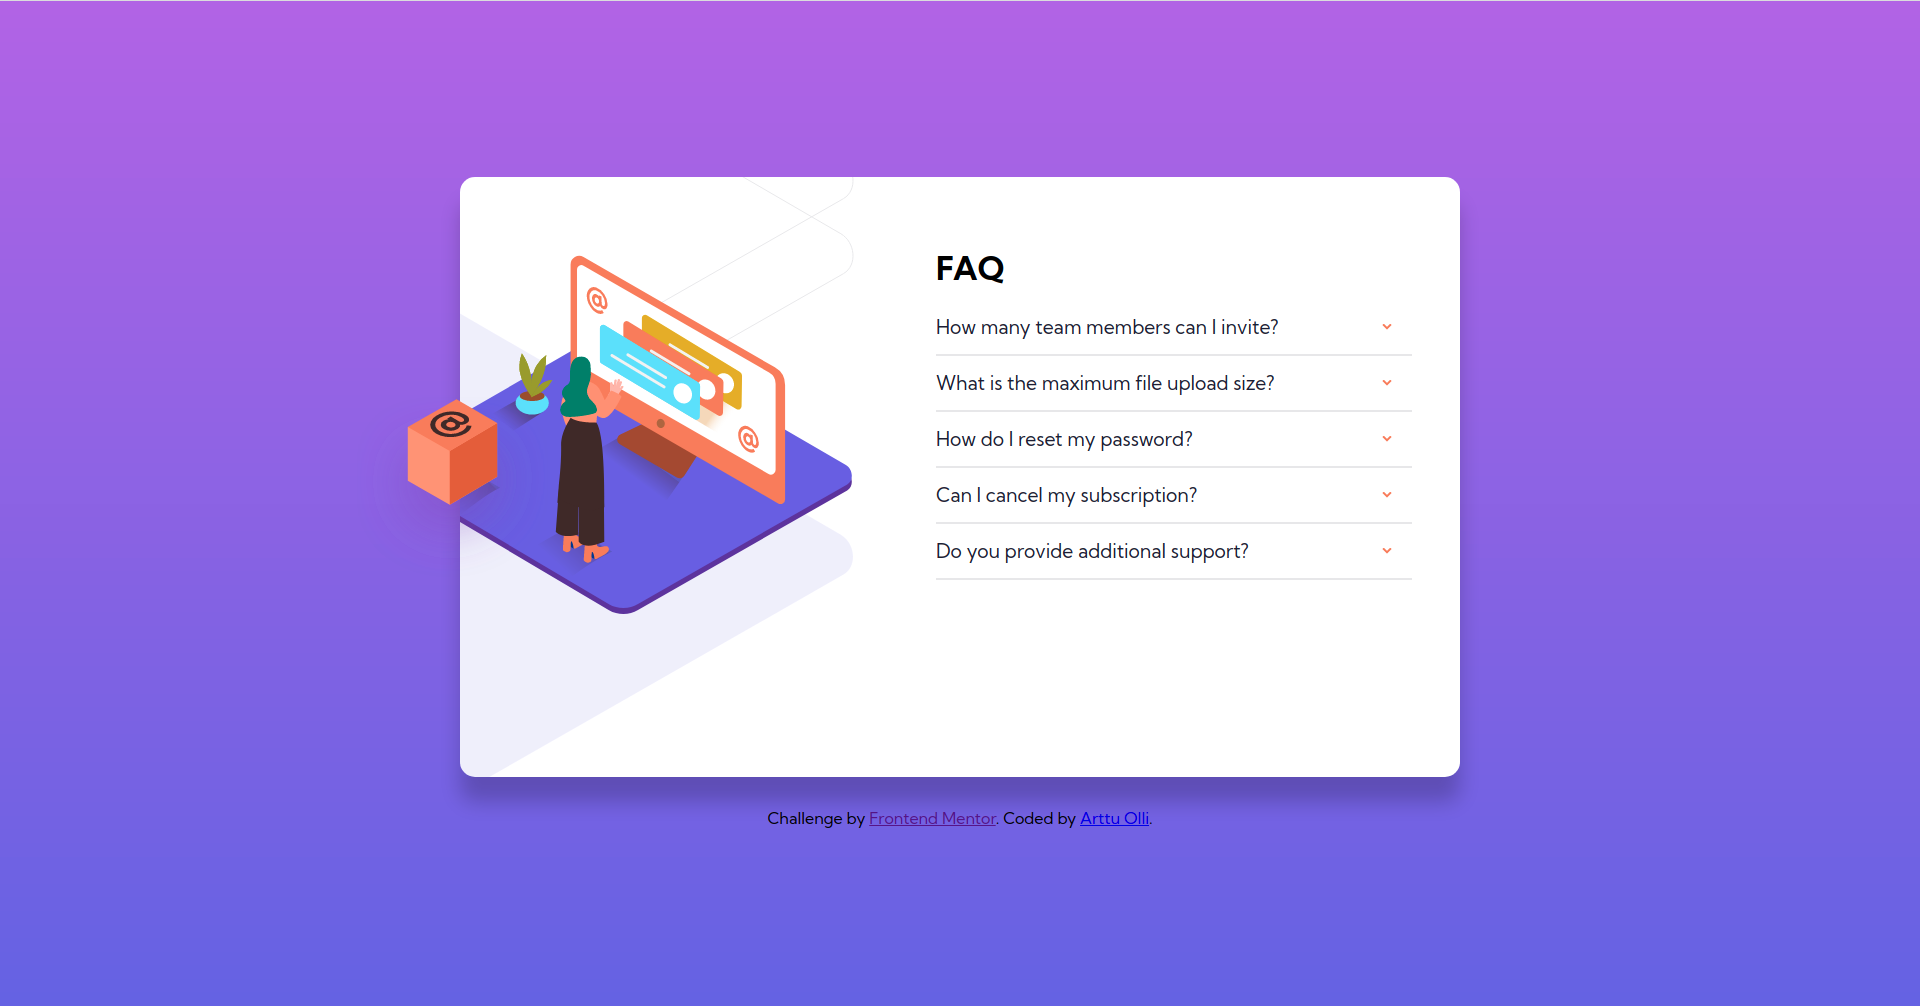 @
@
@
FAQ
How many team members can I invite?
What is the maximum file upload size?
How do I reset my password?
Can I cancel my subscription?
Do you provide additional support?
Challenge by Frontend Mentor. Coded by Arttu Olli.